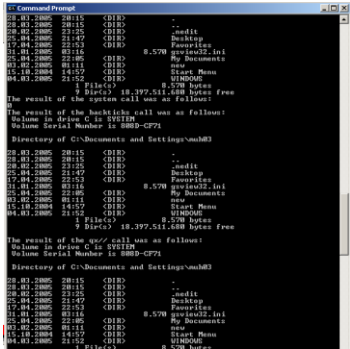 Command Prompt
28.03.2005 20:15 <DIR> .
28.03.2005 20:15 <DIR> ..
20.02.2005 23:25 <DIR> .nedit
25.04.2005 21:47 <DIR> Desktop
17.04.2005 22:53 <DIR> Favorites
31.01.2005 03:16 8.570 gsview32.ini
25.04.2005 22:05 <DIR> My Documents
03.02.2005 01:11 <DIR> new
15.10.2004 14:57 <DIR> Start Menu
04.03.2005 21:52 <DIR> WINDOWS
1 File(s) 8.570 bytes
9 Dir(s) 18.397.511.680 bytes free
The result of the system call was as follows:
0
The result of the backticks call was as follows:
Volume in drive C is SYSTEM
Volume Serial Number is 808D-CF71
Directory of C:\Documents and Settings\muh03
28.03.2005 20:15 <DIR> .
28.03.2005 20:15 <DIR> ..
20.02.2005 23:25 <DIR> .nedit
25.04.2005 21:47 <DIR> Desktop
17.04.2005 22:53 <DIR> Favorites
31.01.2005 03:16 8.570 gsview32.ini
25.04.2005 22:05 <DIR> My Documents
03.02.2005 01:11 <DIR> new
15.10.2004 14:57 <DIR> Start Menu
04.03.2005 21:52 <DIR> WINDOWS
1 File(s) 8.570 bytes
9 Dir(s) 18.397.511.680 bytes free
The result of the qx// call was as follows:
Volume in drive C is SYSTEM
Volume Serial Number is 808D-CF71
Directory of C:\Documents and Settings\muh03
28.03.2005 20:15 <DIR> .
28.03.2005 20:15 <DIR> ..
20.02.2005 23:25 <DIR> .nedit
25.04.2005 21:47 <DIR> Desktop
17.04.2005 22:53 <DIR> Favorites
31.01.2005 03:16 8.570 gsview32.ini
25.04.2005 22:05 <DIR> My Documents
03.02.2005 01:11 <DIR> new
15.10.2004 14:57 <DIR> Start Menu
04.03.2005 21:52 <DIR> WINDOWS
1 File(s) 8.570 bytes